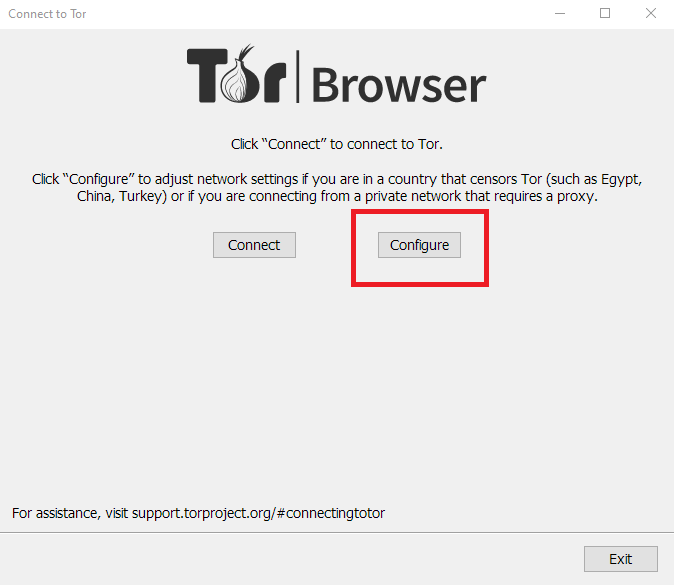 Connect to Tor
Tor Browser
Click “Connect” to connect to Tor.
Click “Configure” to adjust network settings if you are in a country that censors Tor (such as Egypt,
China, Turkey) or if you are connecting from a private network that requires a proxy.
Connect Configure
For assistance, visit support.torproject.org/#connectingtotor
Exit